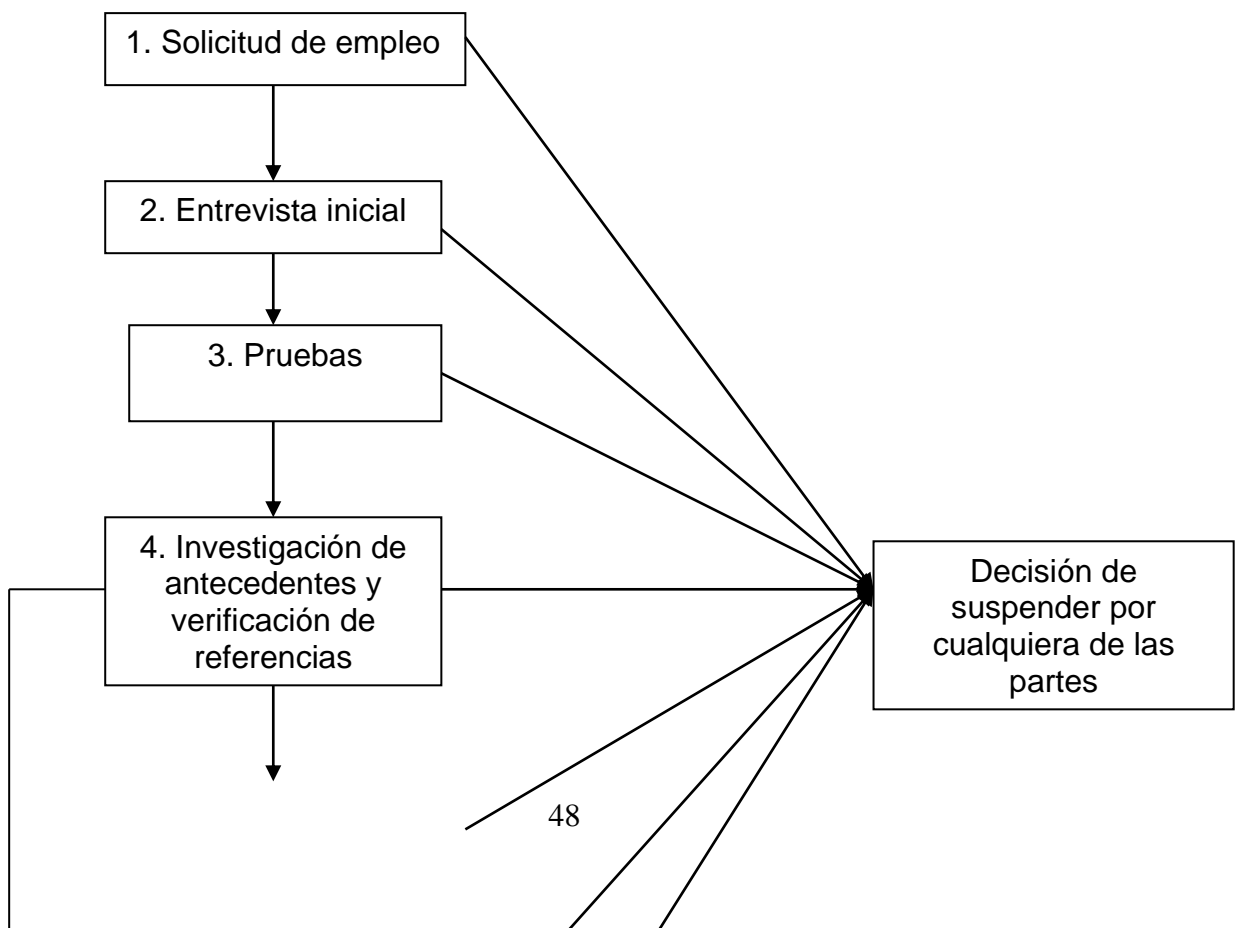 1. Solicitud de empleo
2. Entrevista inicial
3. Pruebas
4. Investigación de
antecedentes y
verificación de
referencias
Decisión de
suspender por
cualquiera de las
partes
48